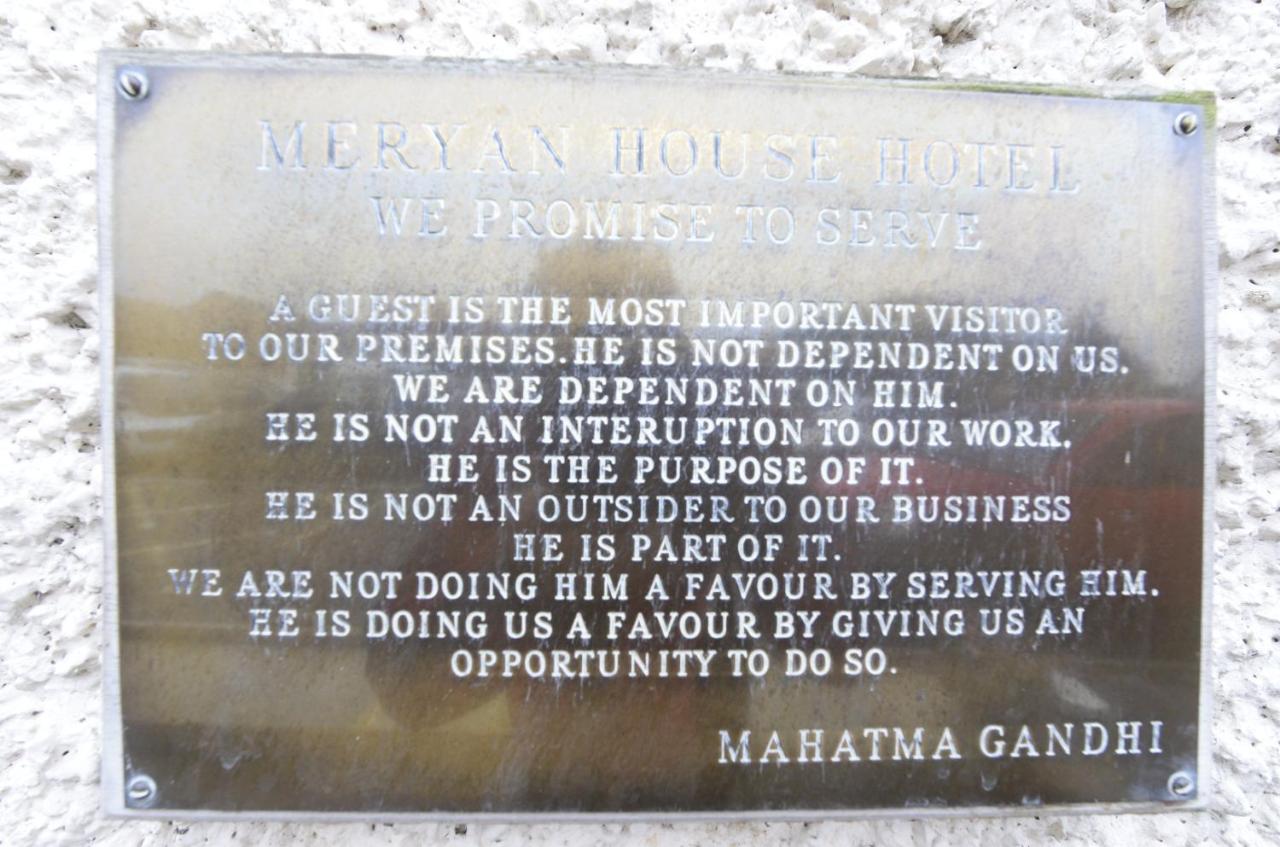 MERYAN HOUSE HOTEL
WE PROMISE TO SERVE
A GUEST IS THE MOST IMPORTANT VISITOR
TO OUR PREMISES. HE IS NOT DEPENDENT ON US.
WE ARE DEPENDENT ON HIM.
HE IS NOT AN INTERUPTION TO OUR WORK.
HE IS THE PURPOSE OF IT.
HE IS NOT AN OUTSIDER TO OUR BUSINESS
HE IS PART OF IT.
WE ARE NOT DOING HIM A FAVOUR BY SERVING HIM.
HE IS DOING US A FAVOUR BY GIVING US AN
OPPORTUNITY TO DO SO.
MAHATMA GANDHI